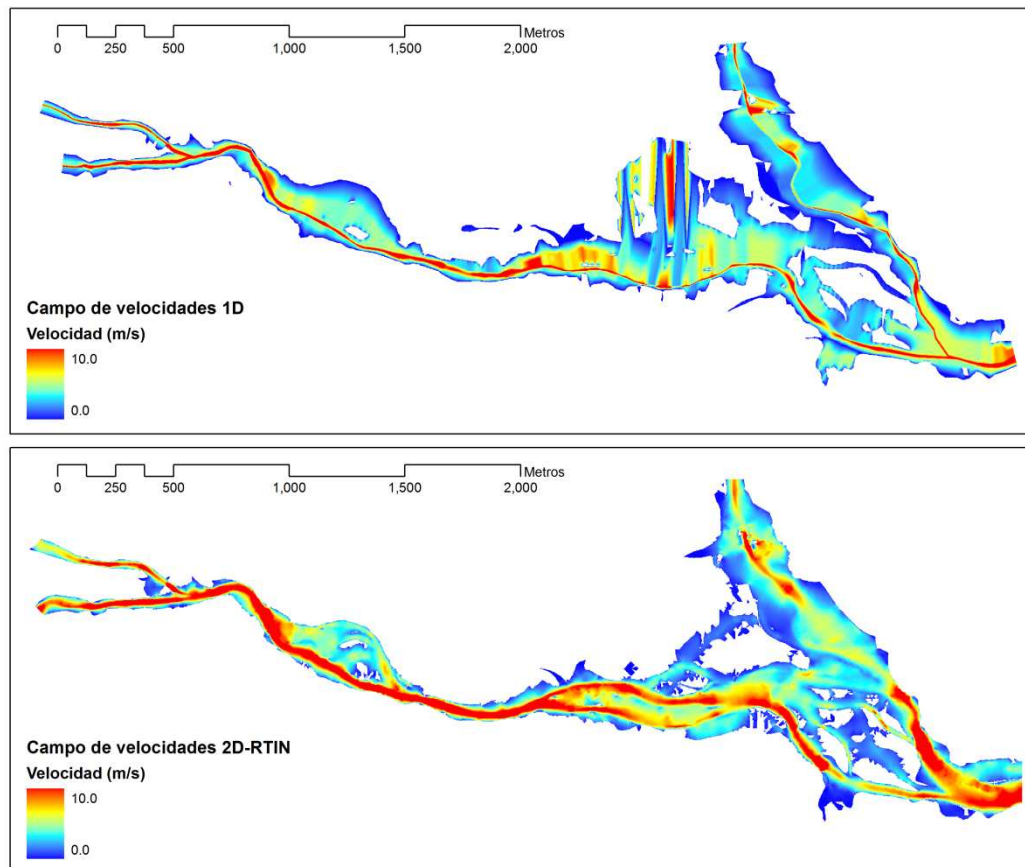 Metros
0 250 500 1,000 1,500 2,000
Campo de velocidades 1D
Velocidad (m/s)
10.0
0.0
Metros
0 250 500 1,000 1,500 2,000
Campo de velocidades 2D-RTIN
Velocidad (m/s)
10.0
0.0